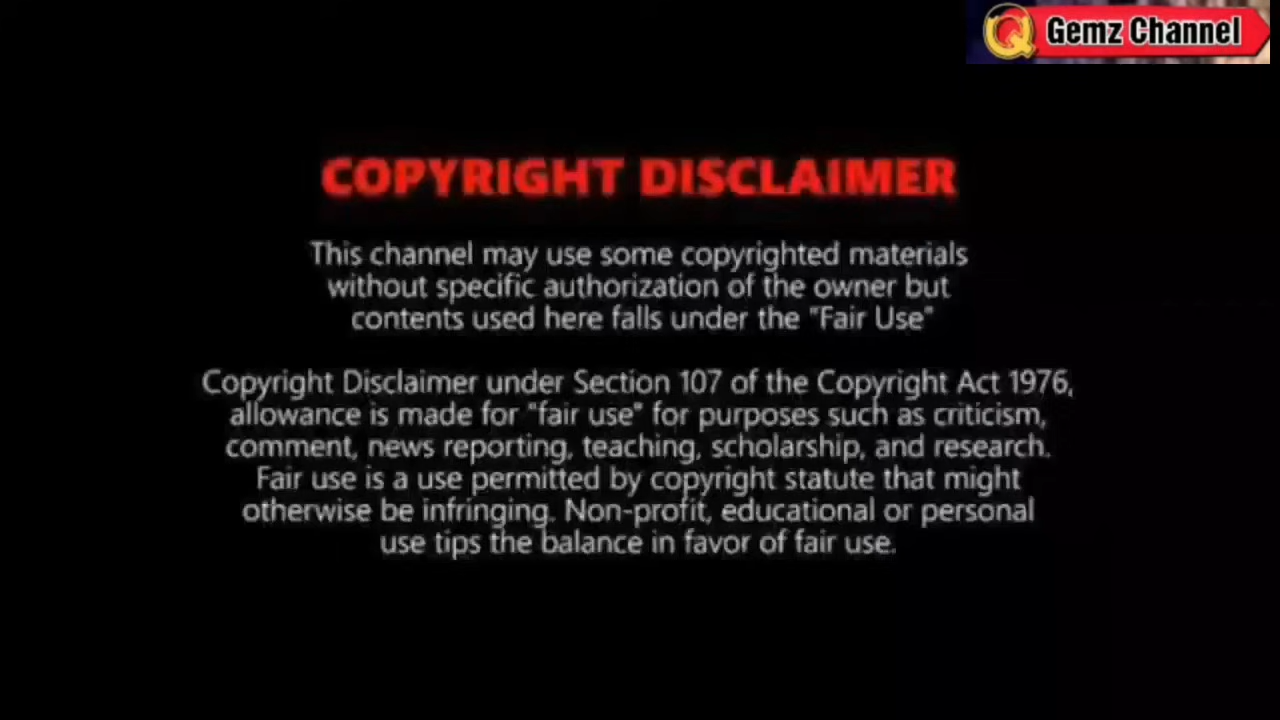 Gemz Channel
COPYRIGHT DISCLAIMER
This channel may use some copyrighted materials
without specific authorization of the owner but
contents used here falls under the "Fair Use"
Copyright Disclaimer under Section 107 of the Copyright Act 1976,
allowance is made for "fair use" for purposes such as criticism,
comment, news reporting, teaching, scholarship, and research.
Fair use is a use permitted by copyright statute that might
otherwise be infringing. Non-profit, educational or personal
use tips the balance in favor of fair use.